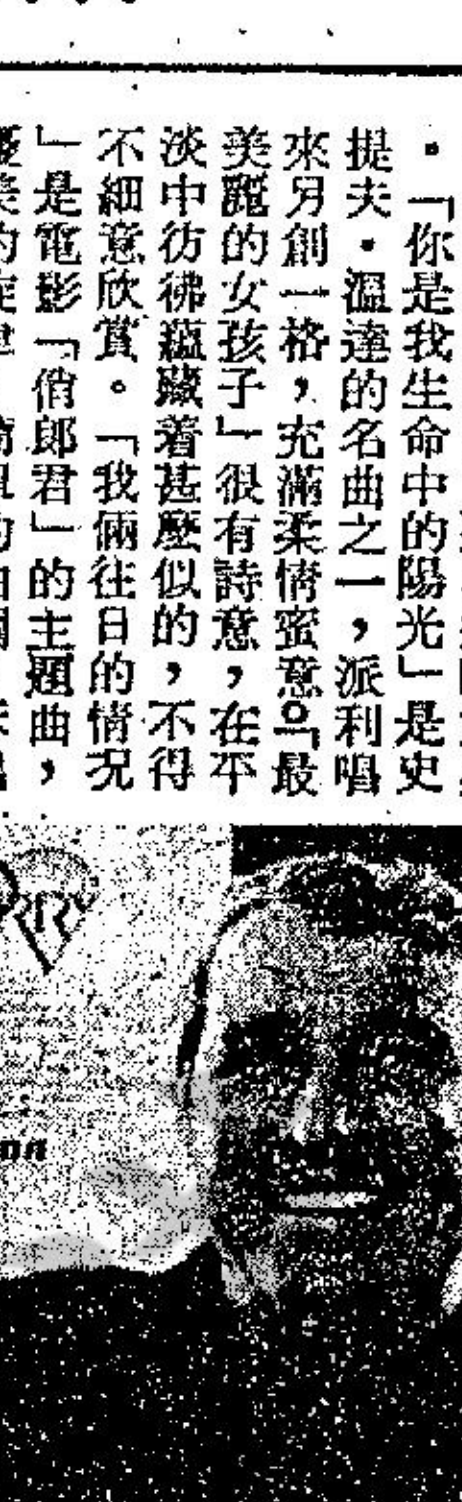 。「你是我生命中的陽光」是史
提夫・溫達的名曲之一，派利唱
來另創一格，充滿柔情蜜意。「最
美麗的女孩子」很有詩意，在平
淡中彷彿蘊藏着甚麼似的，不得
不細意欣賞。「我倆往日的情況
」是電影「俏郎君」的主題曲，
on